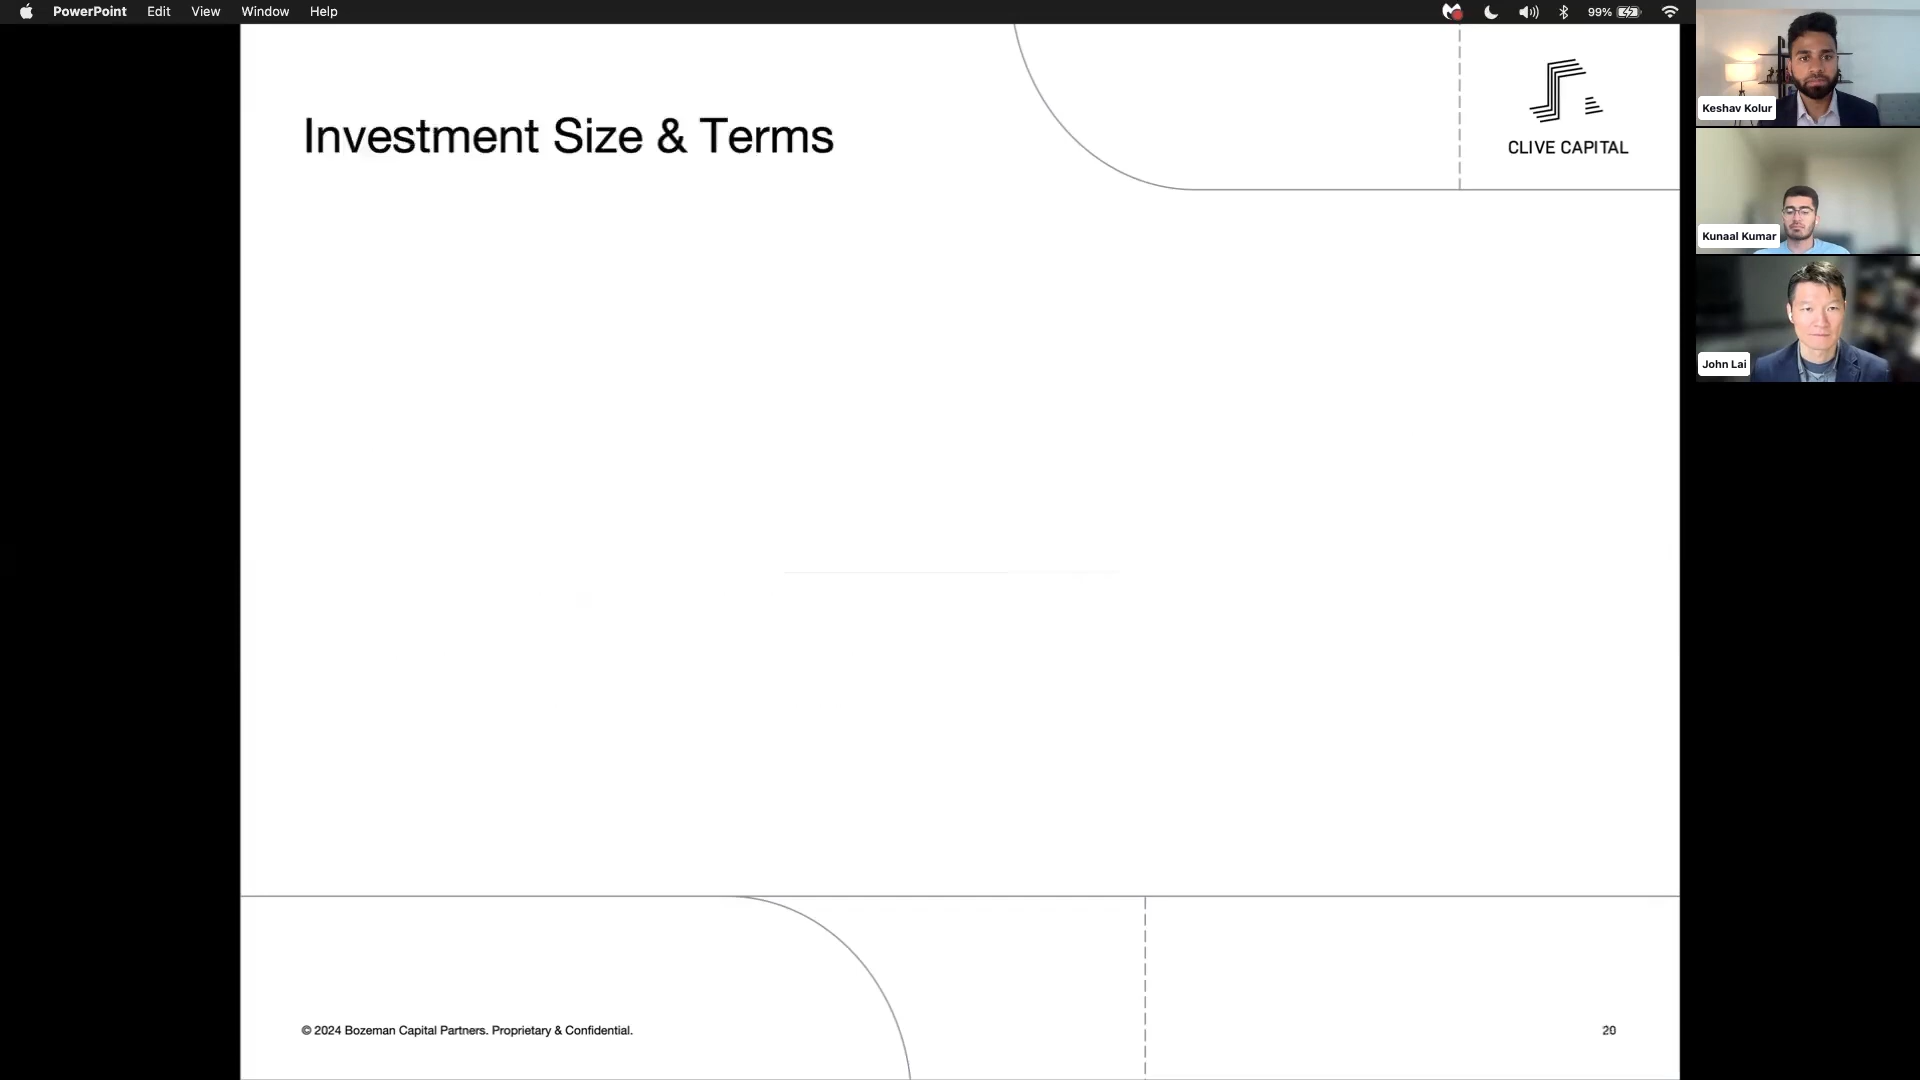 PowerPoint Edit View Window Help
99%
Investment Size & Terms
CLIVE CAPITAL
© 2024 Bozeman Capital Partners. Proprietary & Confidential.
20
Keshav Kolur
Kunaal Kumar
John Lai